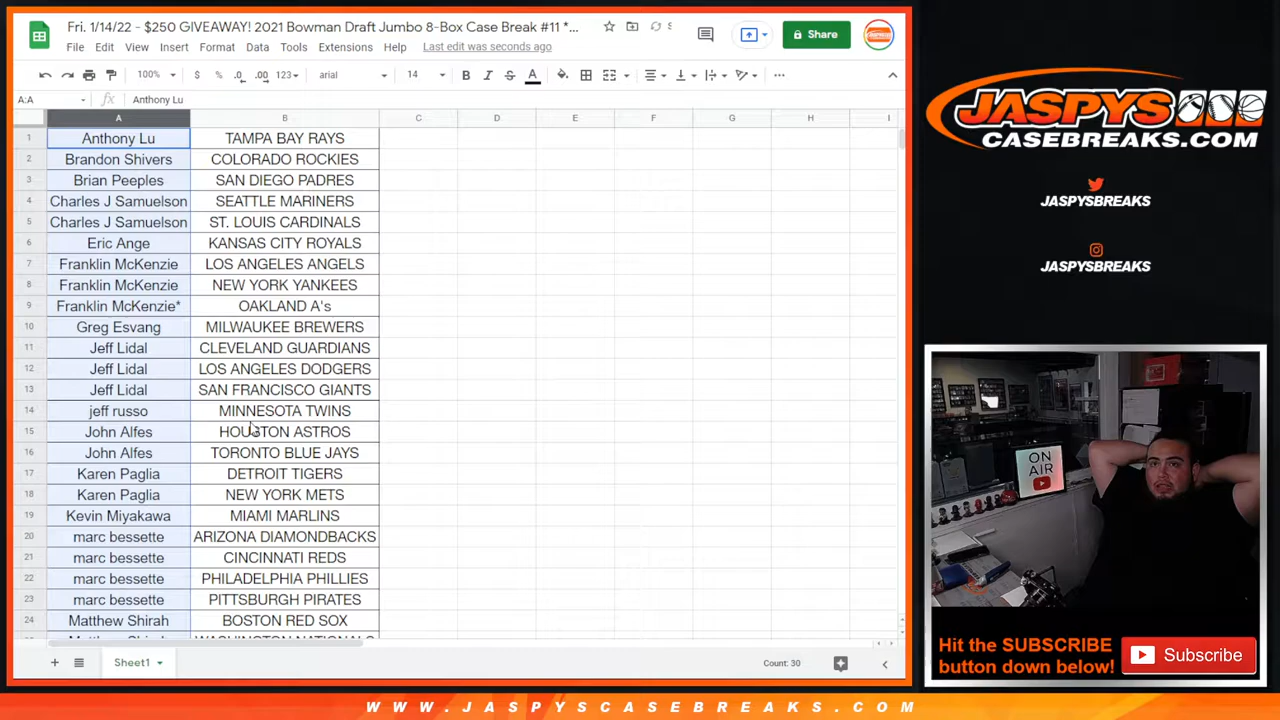 Fri. 1/14/22 - $250 GIVEAWAY! 2021 Bowman Draft Jumbo 8-Box Case Break #11 *...
File Edit View Insert Format Data Tools Extensions Help Last edit was seconds ago
Share
100% $ % .0 .00 123 arial 14 B I S A
A:A fx Anthony Lu
A B C D E F G H I
1 Anthony Lu TAMPA BAY RAYS
2 Brandon Shivers COLORADO ROCKIES
3 Brian Peeples SAN DIEGO PADRES
4 Charles J Samuelson SEATTLE MARINERS
5 Charles J Samuelson ST. LOUIS CARDINALS
6 Eric Ange KANSAS CITY ROYALS
7 Franklin McKenzie LOS ANGELES ANGELS
8 Franklin McKenzie NEW YORK YANKEES
9 Franklin McKenzie* OAKLAND A's
10 Greg Esvang MILWAUKEE BREWERS
11 Jeff Lidal CLEVELAND GUARDIANS
12 Jeff Lidal LOS ANGELES DODGERS
13 Jeff Lidal SAN FRANCISCO GIANTS
14 jeff russo MINNESOTA TWINS
15 John Alfes HOUSTON ASTROS
16 John Alfes TORONTO BLUE JAYS
17 Karen Paglia DETROIT TIGERS
18 Karen Paglia NEW YORK METS
19 Kevin Miyakawa MIAMI MARLINS
20 marc bessette ARIZONA DIAMONDBACKS
21 marc bessette CINCINNATI REDS
22 marc bessette PHILADELPHIA PHILLIES
23 marc bessette PITTSBURGH PIRATES
24 Matthew Shirah BOSTON RED SOX
Sheet1
Count: 30
JASPYS
CASEBREAKS.COM
JASPYSBREAKS
JASPYSBREAKS
ON
AIR
Hit the SUBSCRIBE
button down below!
Subscribe
WWW.JASPYSCASEBREAKS.COM